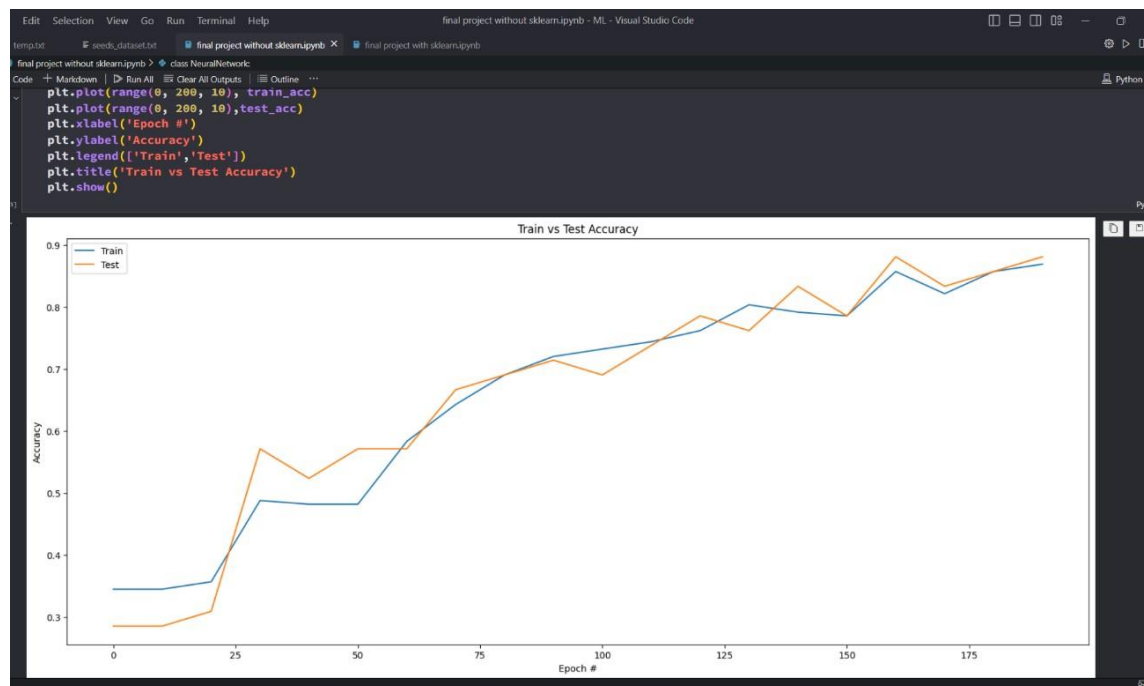 Edit Selection View Go Run Terminal Help final project without sklearn.ipynb - ML - Visual Studio Code
temp.txt seeds_dataset.txt final project without sklearn.ipynb final project with sklearn.ipynb
final project without sklearn.ipynb > class NeuralNetwork:
Code + Markdown | Run All Clear All Outputs | Outline ... Python
plt.plot(range(0, 200, 10), train_acc)
plt.plot(range(0, 200, 10),test_acc)
plt.xlabel('Epoch #')
plt.ylabel('Accuracy')
plt.legend(['Train','Test'])
plt.title('Train vs Test Accuracy')
plt.show()
Py
Train vs Test Accuracy
Train
Test
0.9
0.8
0.7
0.6
0.5
0.4
0.3
Accuracy
0 25 50 75 100 125 150 175
Epoch #